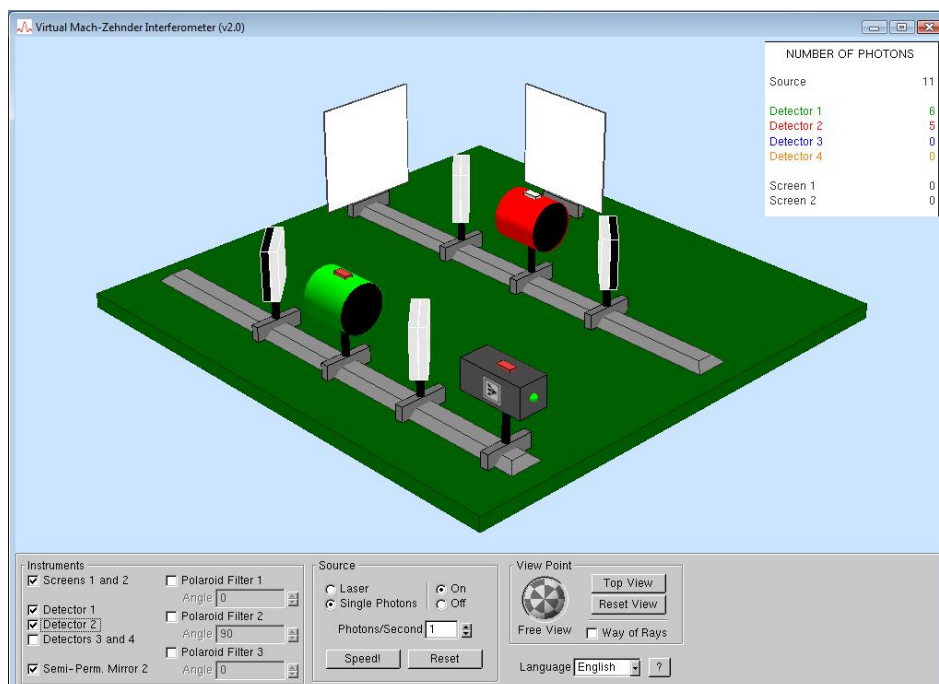 Virtual Mach-Zehnder Interferometer (v2.0)
NUMBER OF PHOTONS
Source 11
Detector 1 6
Detector 2 5
Detector 3 0
Detector 4 0
Screen 1 0
Screen 2 0
Instruments
Screens 1 and 2
Detector 1
Detector 2
Detectors 3 and 4
Semi-Perm. Mirror 2
Polaroid Filter 1
Angle 0
Polaroid Filter 2
Angle 90
Polaroid Filter 3
Angle 0
Source
Laser
Single Photons
On
Off
Photons/Second 1
Speed! Reset
View Point
Free View
Top View
Reset View
Way of Rays
Language English ?